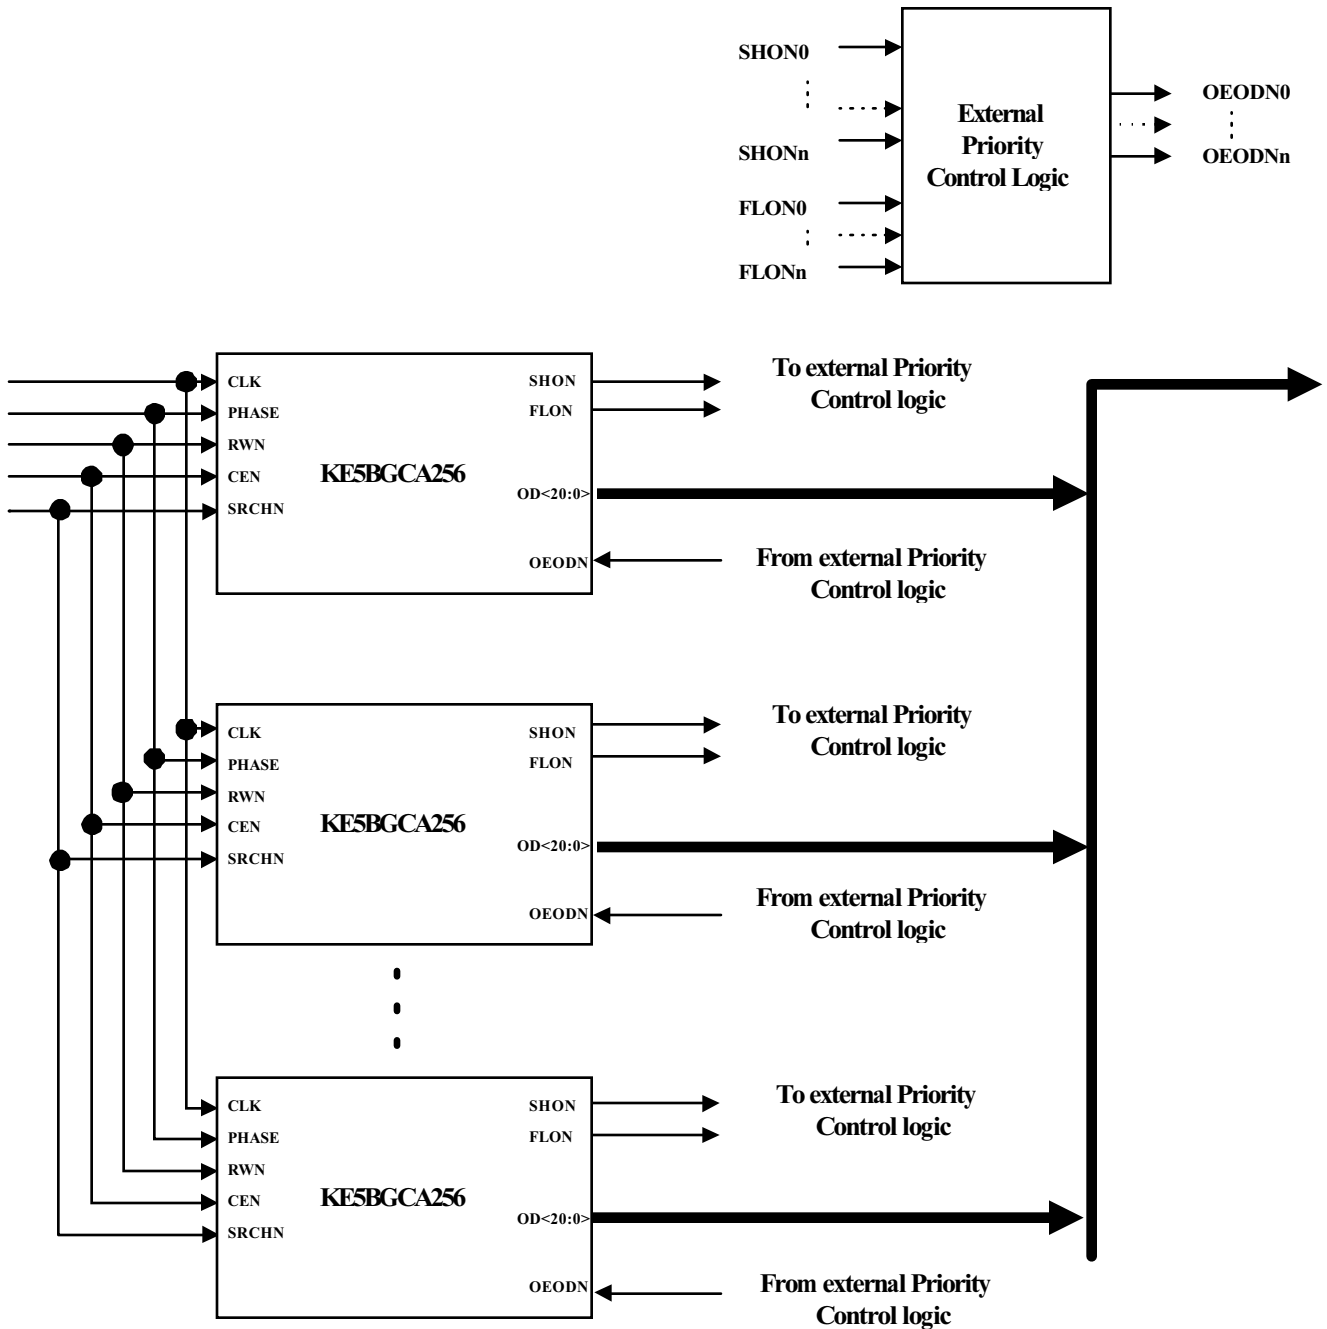 SHON0
SHONn
FLON0
FLONn
External
Priority
Control Logic
OEODN0
OEODNn
CLK
PHASE
RWN
CEN
SRCHN
KE5BGCA256
SHON
FLON
OD<20:0>
OEODN
To external Priority
Control logic
From external Priority
Control logic
CLK
PHASE
RWN
CEN
SRCHN
KE5BGCA256
SHON
FLON
OD<20:0>
OEODN
To external Priority
Control logic
From external Priority
Control logic
CLK
PHASE
RWN
CEN
SRCHN
KE5BGCA256
SHON
FLON
OD<20:0>
OEODN
To external Priority
Control logic
From external Priority
Control logic